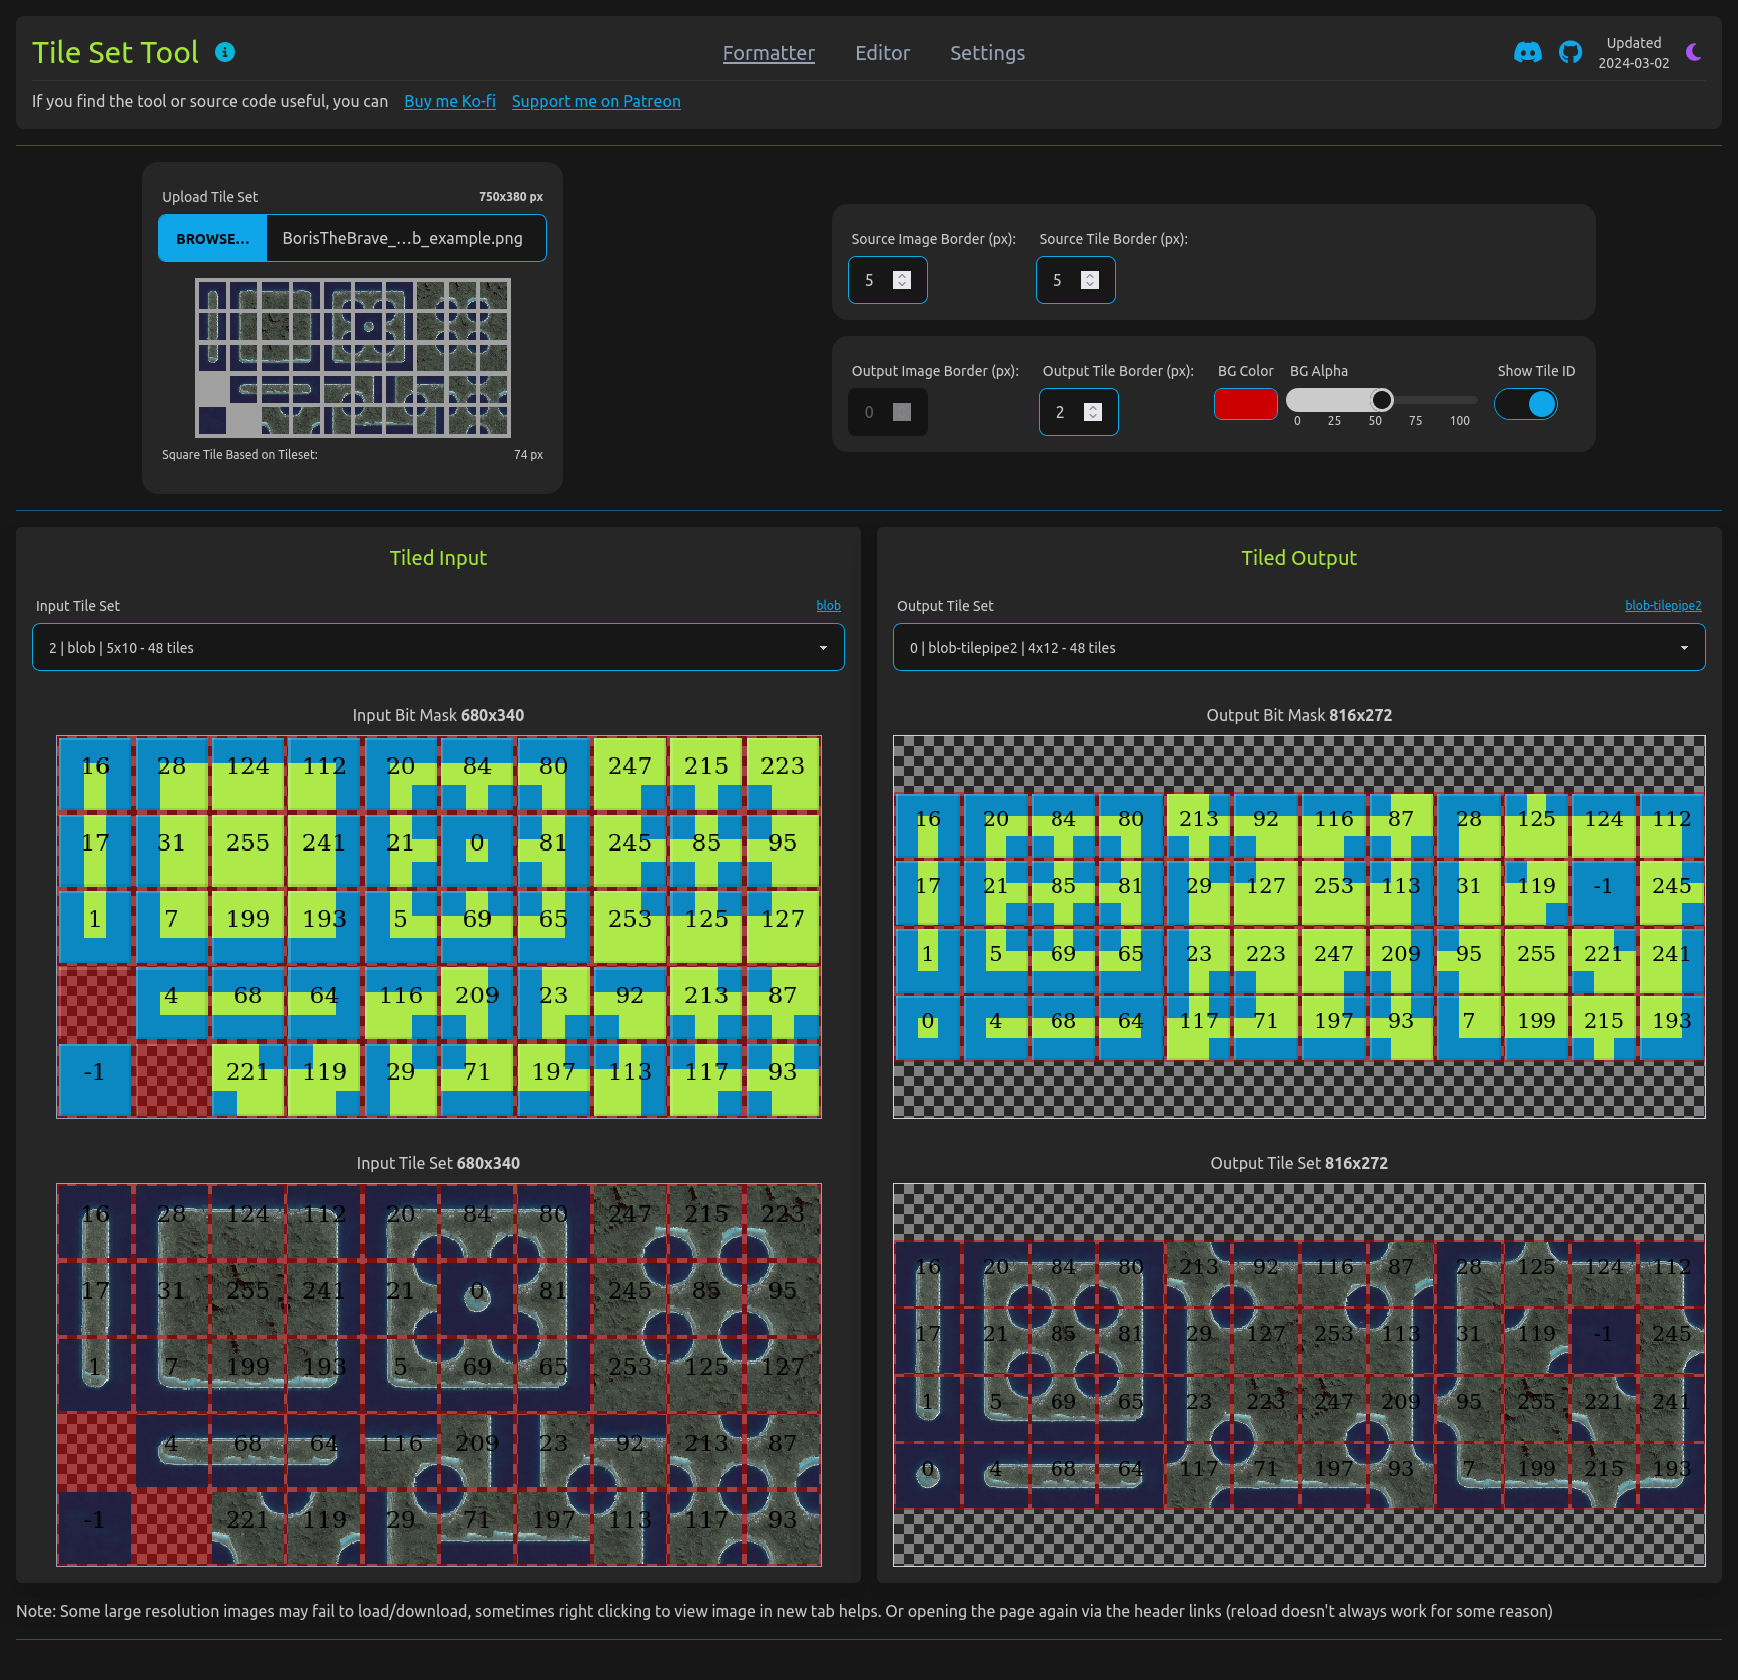 Tile Set Tool
Formatter Editor Settings
Updated
2024-03-02
If you find the tool or source code useful, you can Buy me Ko-fi Support me on Patreon
Upload Tile Set 750x380 px
BROWSE... BorisTheBrave_...b_example.png
Square Tile Based on Tileset: 74 px
Source Image Border (px): Source Tile Border (px):
5 5
Output Image Border (px): Output Tile Border (px): BG Color BG Alpha Show Tile ID
0 2
0 25 50 75 100
Tiled Input
Input Tile Set blob
2 | blob | 5x10 - 48 tiles
Input Bit Mask 680x340
16 28 124 112 20 84 80 247 215 223
17 31 255 241 21 0 81 245 85 95
1 7 199 193 5 69 65 253 125 127
4 68 64 116 209 23 92 213 87
-1 221 119 29 71 197 113 117 93
Input Tile Set 680x340
16 28 124 112 20 84 80 247 215 223
17 31 255 241 21 0 81 245 85 95
1 7 199 193 5 69 65 253 125 127
4 68 64 116 209 23 92 213 87
-1 221 119 29 71 197 113 117 93
Tiled Output
Output Tile Set blob-tilepipe2
0 | blob-tilepipe2 | 4x12 - 48 tiles
Output Bit Mask 816x272
16 20 84 80 213 92 116 87 28 125 124 112
17 21 85 81 29 127 253 113 31 119 -1 245
1 5 69 65 23 223 247 209 95 255 221 241
0 4 68 64 117 71 197 93 7 199 215 193
Output Tile Set 816x272
16 20 84 80 213 92 116 87 28 125 124 112
17 21 85 81 29 127 253 113 31 119 -1 245
1 5 69 65 23 223 247 209 95 255 221 241
0 4 68 64 117 71 197 93 7 199 215 193
Note: Some large resolution images may fail to load/download, sometimes right clicking to view image in new tab helps. Or opening the page again via the header links (reload doesn't always work for some reason)